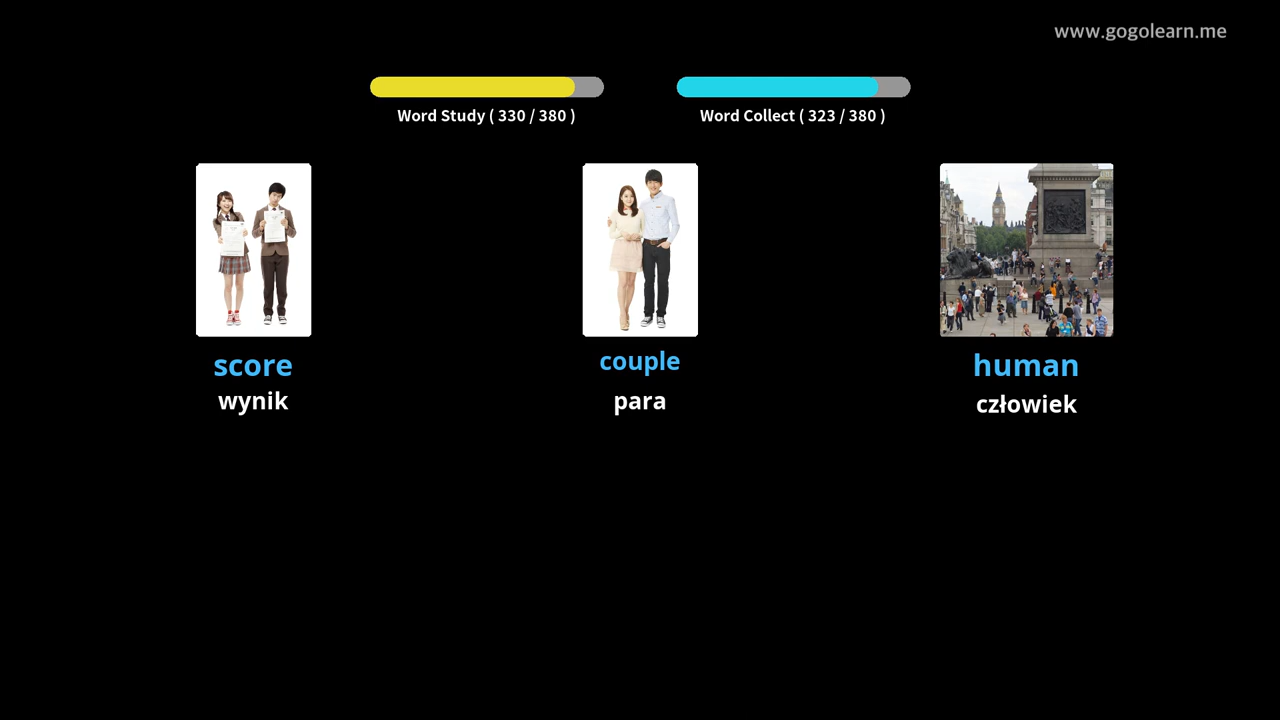 www.gogolearn.me
Word Study ( 330 / 380 )
Word Collect ( 323 / 380 )
score
wynik
couple
para
human
człowiek